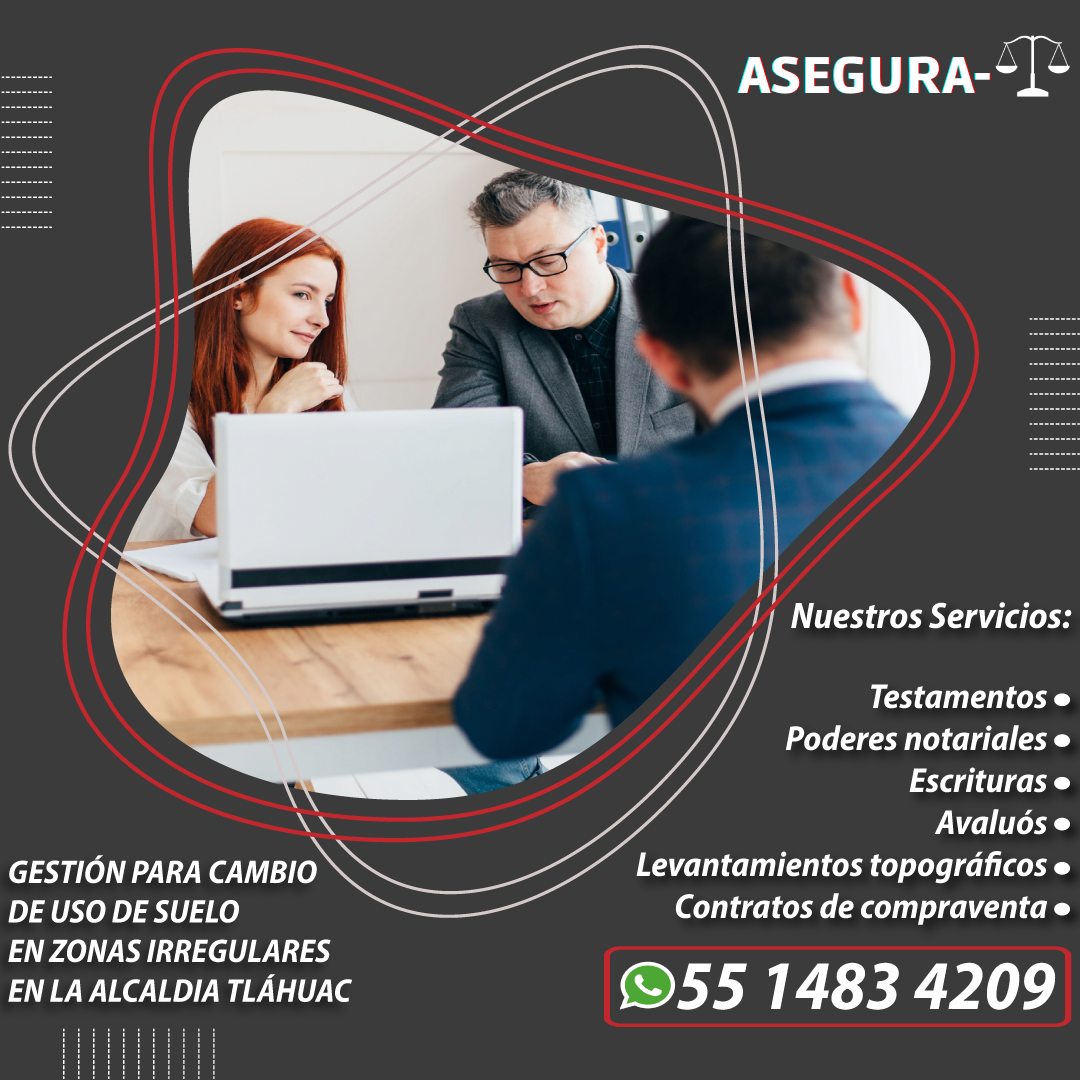 ASEGURA-
Nuestros Servicios:
Testamentos
Poderes notariales
Escrituras
Avaluós
Levantamientos topográficos
Contratos de compraventa
GESTIÓN PARA CAMBIO
DE USO DE SUELO
EN ZONAS IRREGULARES
EN LA ALCALDIA TLÁHUAC
55 1483 4209